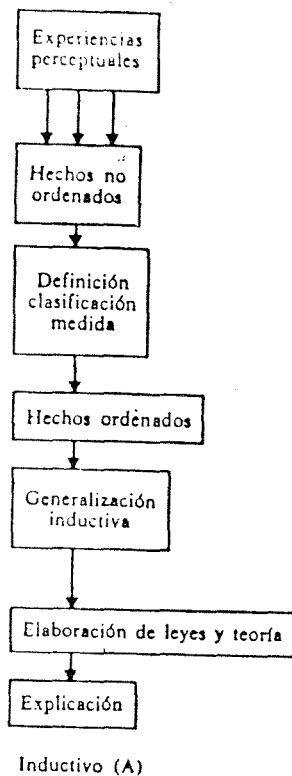 Experiencias
perceptuales
Hechos no
ordenados
Definición
clasificación
medida
Hechos ordenados
Generalización
inductiva
Elaboración de leyes y teoría
Explicación
Inductivo (A)